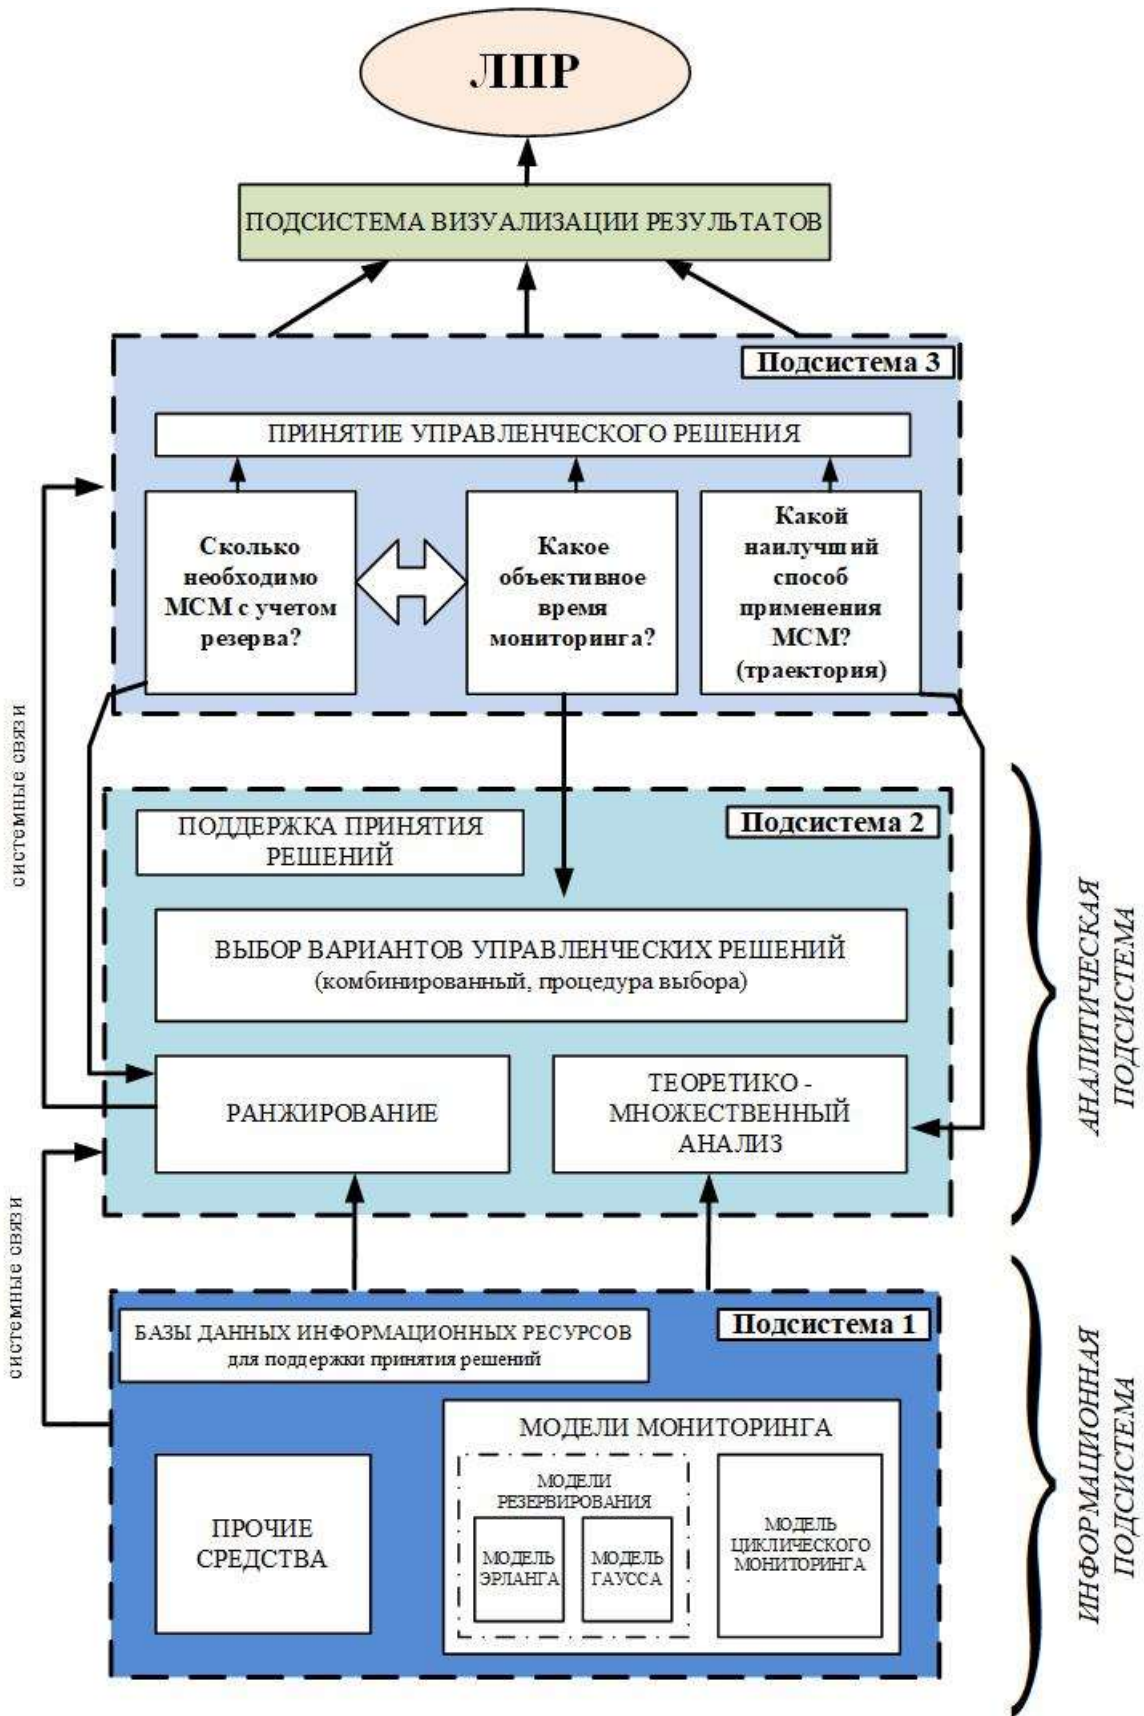 ЛПР
ПОДСИСТЕМА ВИЗУАЛИЗАЦИИ РЕЗУЛЬТАТОВ
Подсистема 3
ПРИНЯТИЕ УПРАВЛЕНЧЕСКОГО РЕШЕНИЯ
Сколько
необходимо
МСМ с учетом
резерва?
Какое
объективное
время
мониторинга?
Какой
наилучший
способ
применения
МСМ?
(траектория)
системные связи
Подсистема 2
ПОДДЕРЖКА ПРИНЯТИЯ
РЕШЕНИЙ
ВЫБОР ВАРИАНТОВ УПРАВЛЕНЧЕСКИХ РЕШЕНИЙ
(комбинированный, процедура выбора)
РАНЖИРОВАНИЕ
ТЕОРЕТИКО -
МНОЖЕСТВЕННЫЙ
АНАЛИЗ
АНАЛИТИЧЕСКАЯ
ПОДСИСТЕМА
системные связи
Подсистема 1
БАЗЫ ДАННЫХ ИНФОРМАЦИОННЫХ РЕСУРСОВ
для поддержки принятия решений
ПРОЧИЕ
СРЕДСТВА
МОДЕЛИ МОНИТОРИНГА
МОДЕЛИ
РЕЗЕРВИРОВАНИЯ
МОДЕЛЬ
ЭРЛАНГА
МОДЕЛЬ
ГАУССА
МОДЕЛЬ
ЦИКЛИЧЕСКОГО
МОНИТОРИНГА
ИНФОРМАЦИОННАЯ
ПОДСИСТЕМА